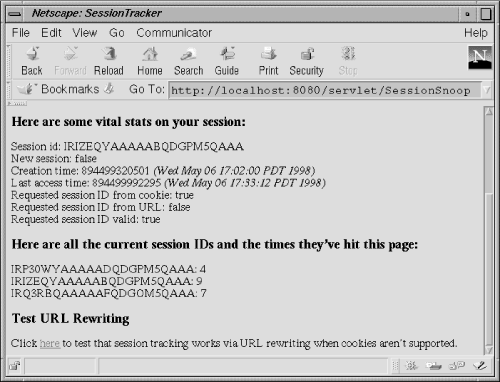 Netscape: SessionTracker
File Edit View Go Communicator Help
Back Forward Reload Home Search Guide Print Security Stop
N
Bookmarks Go To: http://localhost:8080/servlet/SessionSnoop
Here are some vital stats on your session:
Session id: IRIZEQYAAAAABQDGPM5QAAA
New session: false
Creation time: 894499320501 (Wed May 06 17:02:00 PDT 1998)
Last access time: 894499992295 (Wed May 06 17:33:12 PDT 1998)
Requested session ID from cookie: true
Requested session ID from URL: false
Requested session ID valid: true
Here are all the current session IDs and the times they've hit this page:
IRP30WYAAAAADQDGPM5QAAA: 4
IRIZEQYAAAAABQDGPM5QAAA: 9
IRQ3RBQAAAAAFQDGOM5QAAA: 7
Test URL Rewriting
Click here to test that session tracking works via URL rewriting when cookies aren't supported.